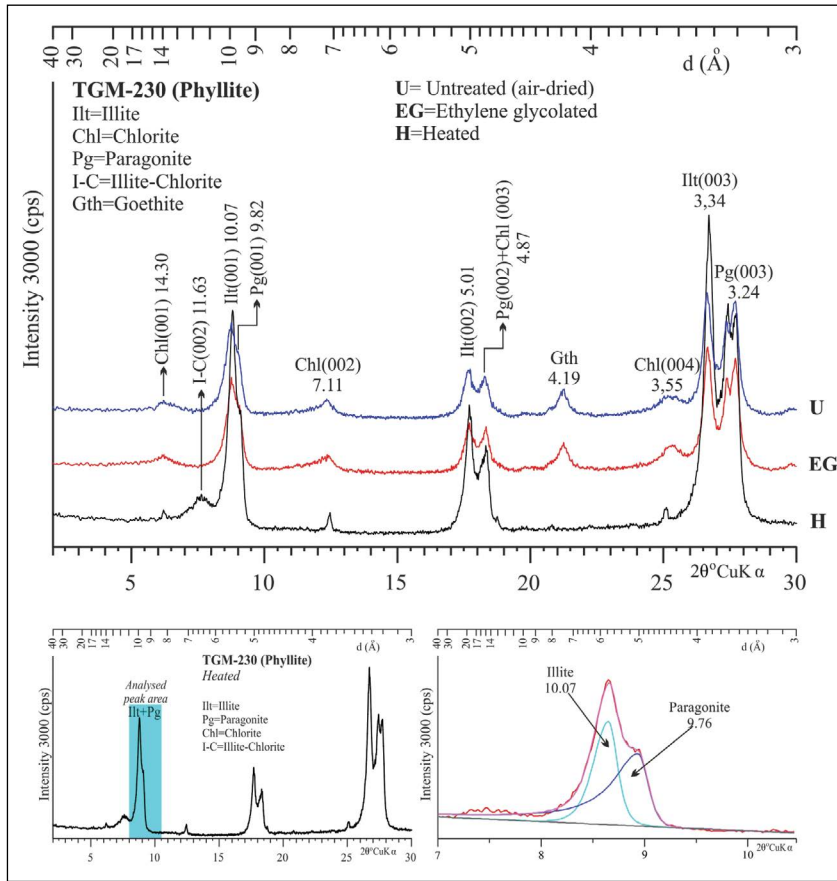 40 30 20 17 14 10 9 8 7 6 5 4 3
d (Å)
TGM-230 (Phyllite)
Ilt=Illite
Chl=Chlorite
Pg=Paragonite
I-C=Illite-Chlorite
Gth=Goethite
U= Untreated (air-dried)
EG=Ethylene glycolated
H=Heated
Intensity 3000 (cps)
Chl(001) 14.30
I-C(002) 11.63
Ilt(001) 10.07
Pg(001) 9.82
Chl(002)
7.11
Ilt(002) 5.01
Pg(002)+Chl (003)
4.87
Gth
4.19
Chl(004)
3,55
Ilt(003)
3,34
Pg(003)
3.24
U
EG
H
5 10 15 20 25 30
2θ°CuK α
40 30 20 17 14 10 9 8 7 6 5 4 3
d (Å)
TGM-230 (Phyllite)
Heated
Analysed
peak area
Ilt+Pg
Ilt=Illite
Pg=Paragonite
Chl=Chlorite
I-C=Illite-Chlorite
Intensity 3000 (cps)
5 10 15 20 25 30
2θ°CuKα
40 30 20 17 14 10 9 8 7 6 5 4 3
d (Å)
Illite
10.07
Paragonite
9.76
Intensity 3000 (cps)
7 8 9 10
2θ°CuKα